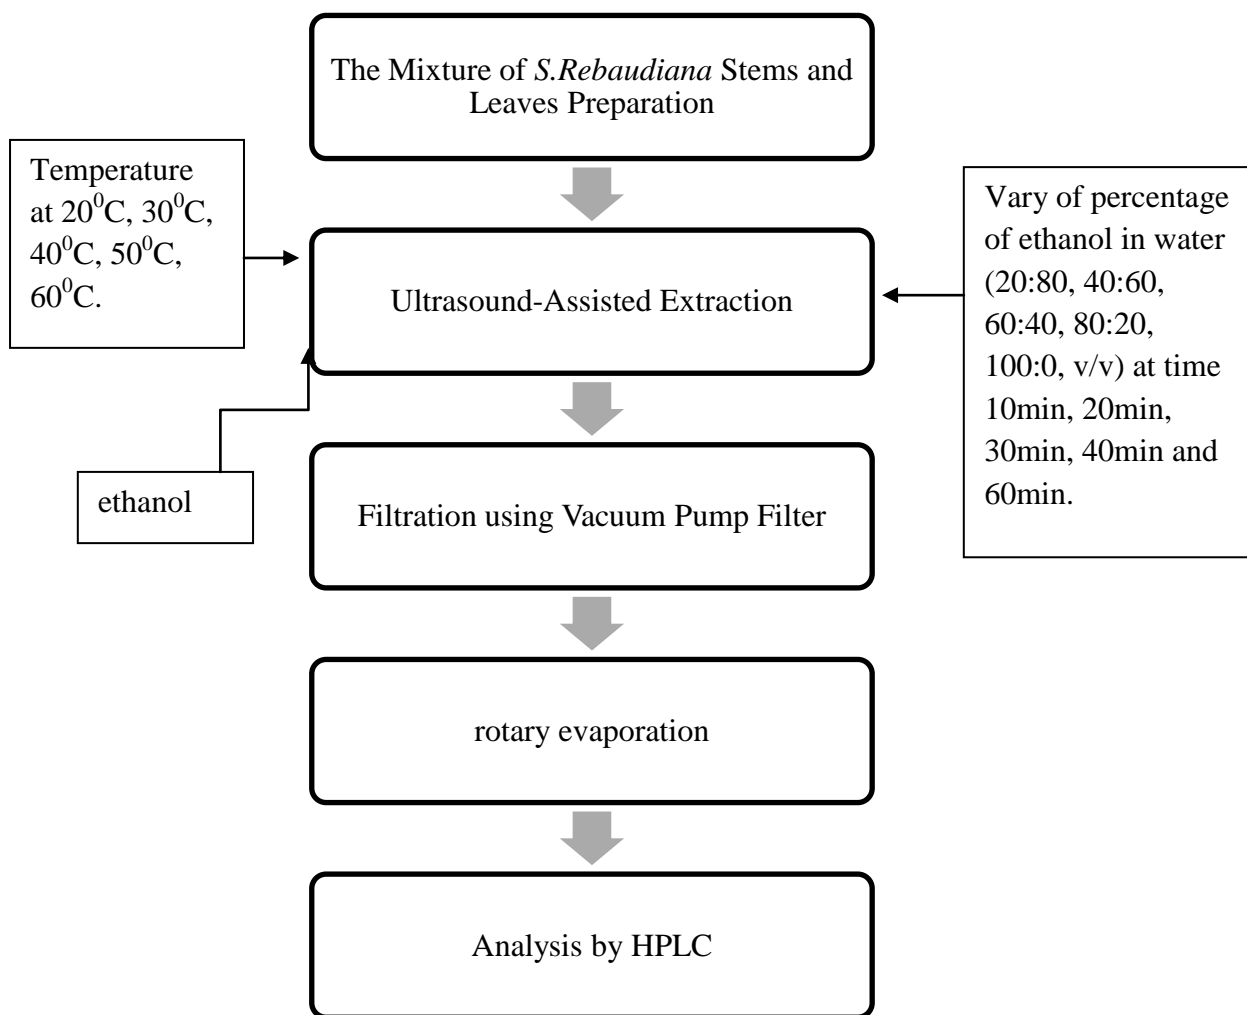 The Mixture of S.Rebaudiana Stems and
Leaves Preparation
Temperature
at 20⁰C, 30⁰C,
40⁰C, 50⁰C,
60⁰C.
Ultrasound-Assisted Extraction
Vary of percentage
of ethanol in water
(20:80, 40:60,
60:40, 80:20,
100:0, v/v) at time
10min, 20min,
30min, 40min and
60min.
ethanol
Filtration using Vacuum Pump Filter
rotary evaporation
Analysis by HPLC